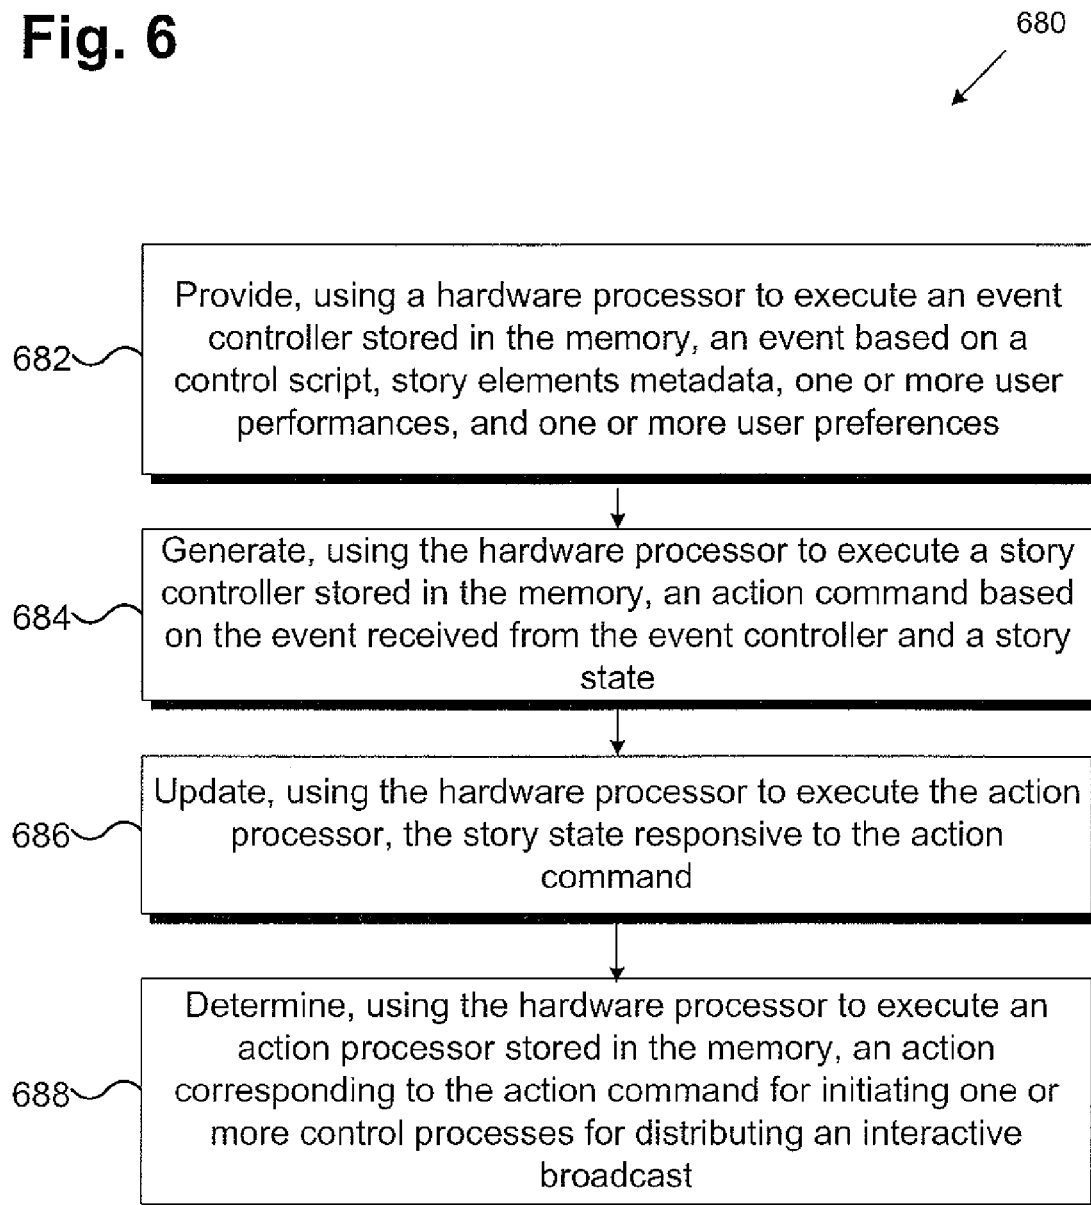 Fig. 6
680
Provide, using a hardware processor to execute an event
controller stored in the memory, an event based on a
control script, story elements metadata, one or more user
performances, and one or more user preferences
682
Generate, using the hardware processor to execute a story
controller stored in the memory, an action command based
on the event received from the event controller and a story
state
684
Update, using the hardware processor to execute the action
processor, the story state responsive to the action
command
686
Determine, using the hardware processor to execute an
action processor stored in the memory, an action
corresponding to the action command for initiating one or
more control processes for distributing an interactive
broadcast
688